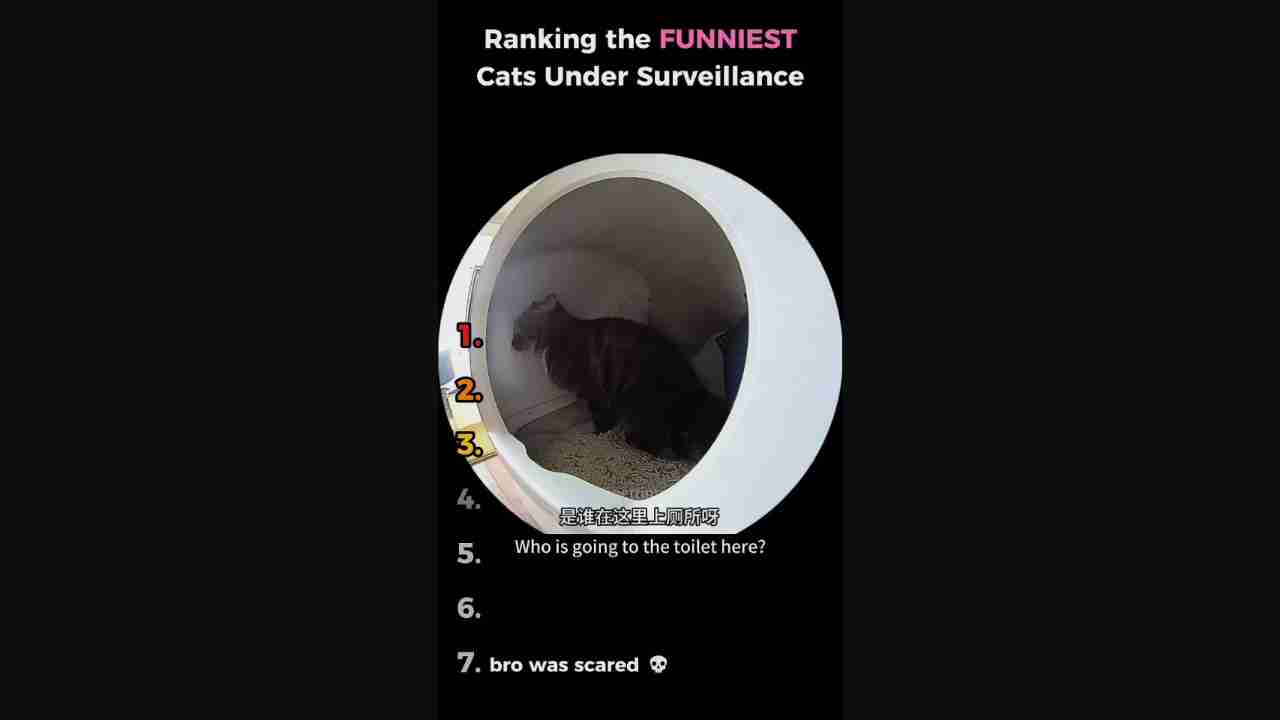 Ranking the FUNNIEST
Cats Under Surveillance
1.
2.
3.
4.
是谁在这里上厕所呀
Who is going to the toilet here?
5.
6.
7. bro was scared 💀